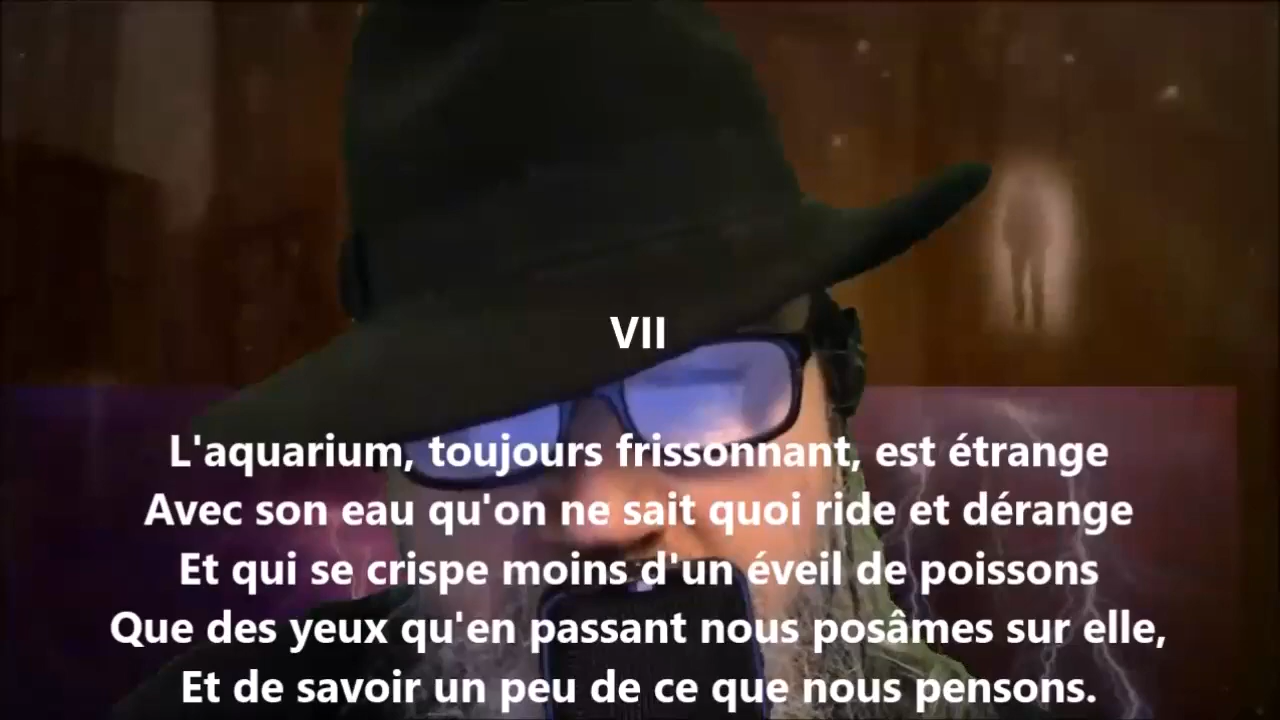 VII
L'aquarium, toujours frissonnant, est étrange
Avec son eau qu'on ne sait quoi ride et dérange
Et qui se crispe moins d'un éveil de poissons
Que des yeux qu'en passant nous posâmes sur elle,
Et de savoir un peu de ce que nous pensons.